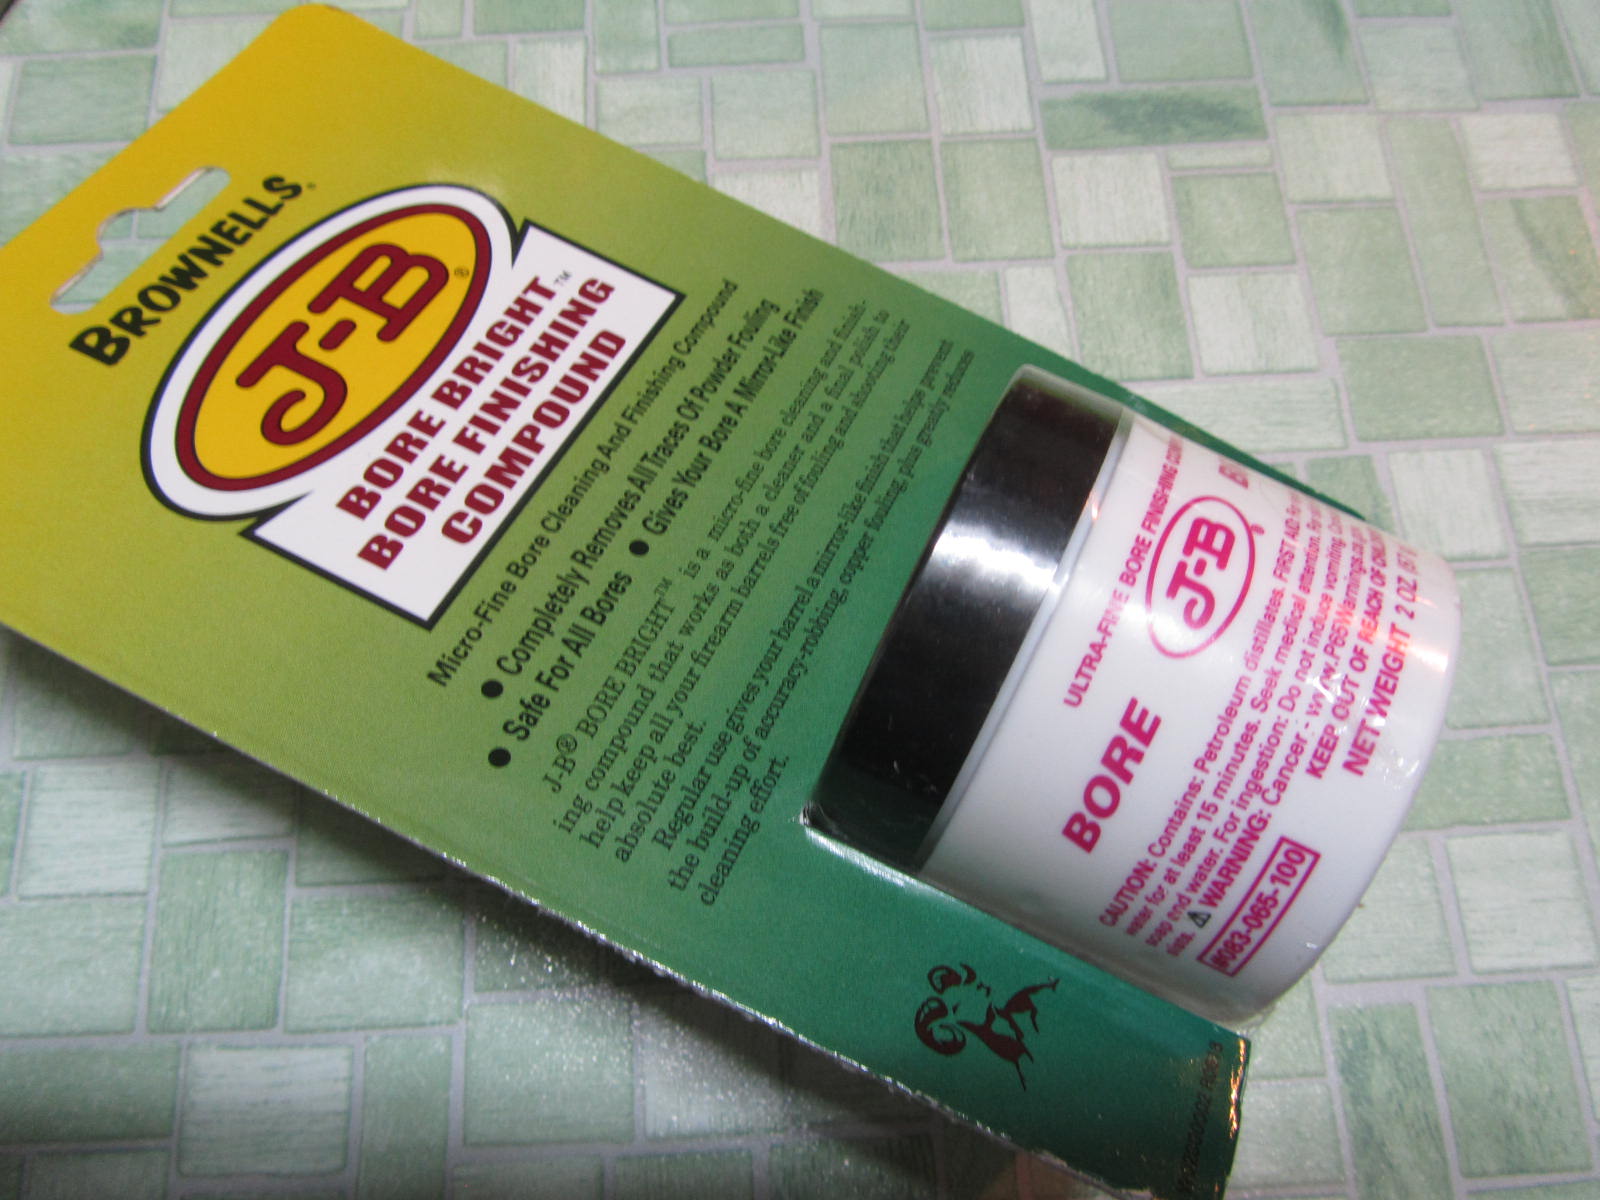 BROWNELLS.
J-B®
BORE BRIGHT™
BORE FINISHING
COMPOUND
Micro-Fine Bore Cleaning And Finishing Compound
● Completely Removes All Traces Of Powder Fouling
● Safe For All Bores ● Gives Your Bore A Mirror-Like Finish
J-B® BORE BRIGHT™ is a micro-fine bore cleaning and finish-
ing compound that works as both a cleaner and a final polish to
help keep all your firearm barrels free of fouling and shooting their
absolute best.
Regular use gives your barrel a mirror-like finish that helps prevent
the build-up of accuracy-robbing, copper fouling, plus greatly reduces
cleaning effort.
ULTRA-FINE BORE FINISHING
J-B®
BORE
CAUTION: Contains: Petroleum distillates. FIRST AID:
water for at least 15 minutes. Seek medical attention.
soap and water. For ingestion: Do not induce vomiting.
⚠ WARNING: Cancer - www.P65Warnings.ca.gov
KEEP OUT OF REACH OF
#083-065-100
NET WEIGHT 2 OZ.